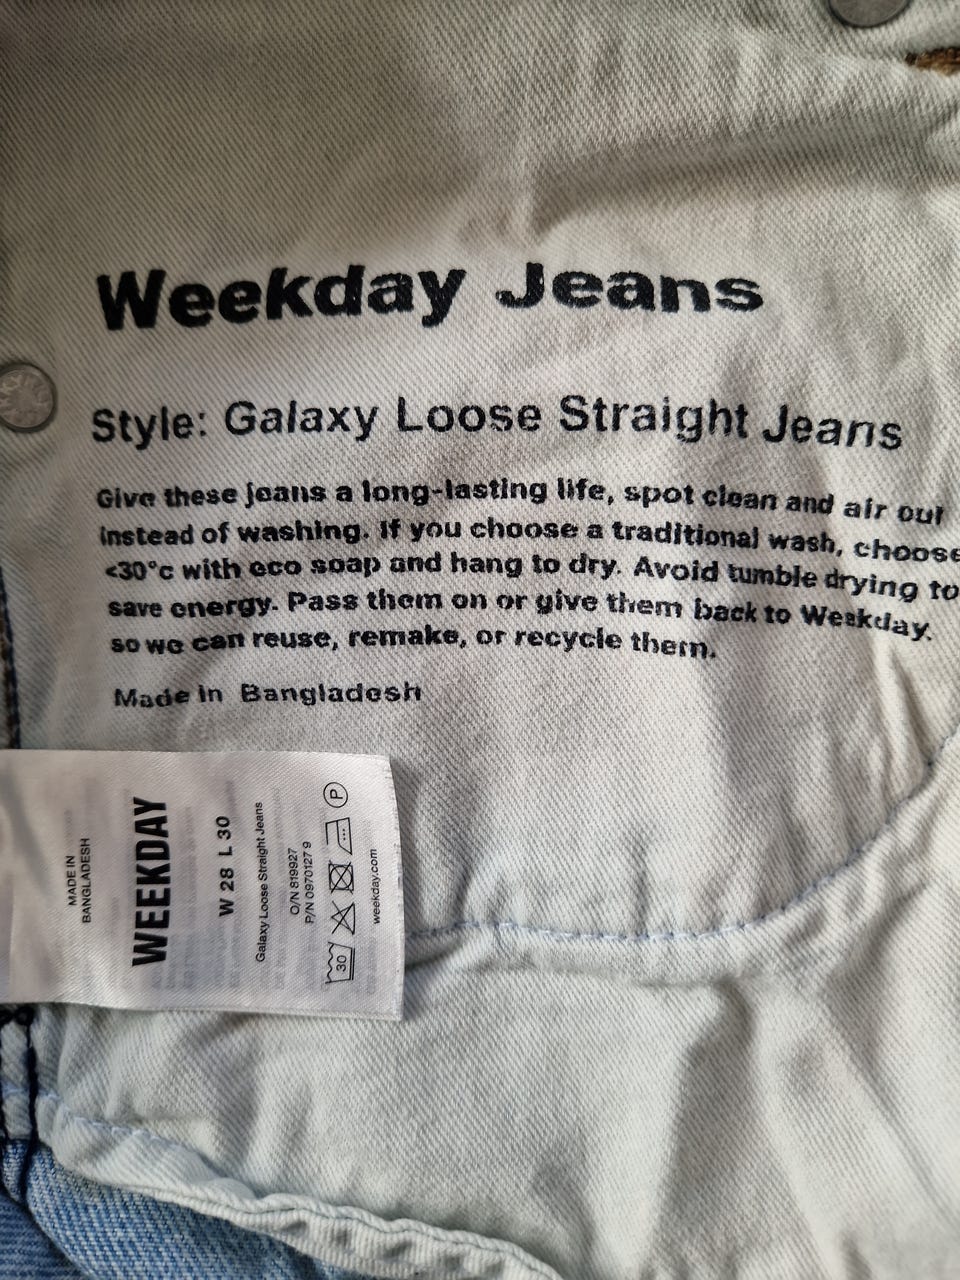 Weekday Jeans
Style: Galaxy Loose Straight Jeans
Give these jeans a long-lasting life, spot clean and air out
instead of washing. If you choose a traditional wash, choose
<30°c with eco soap and hang to dry. Avoid tumble drying to
save energy. Pass them on or give them back to Weekday.
so we can reuse, remake, or recycle them.
Made in Bangladesh
MADE IN
BANGLADESH
WEEKDAY
W 28 L 30
Galaxy Loose Straight Jeans
O/N 819927
P/N 0970127 9
30 P
weekday.com